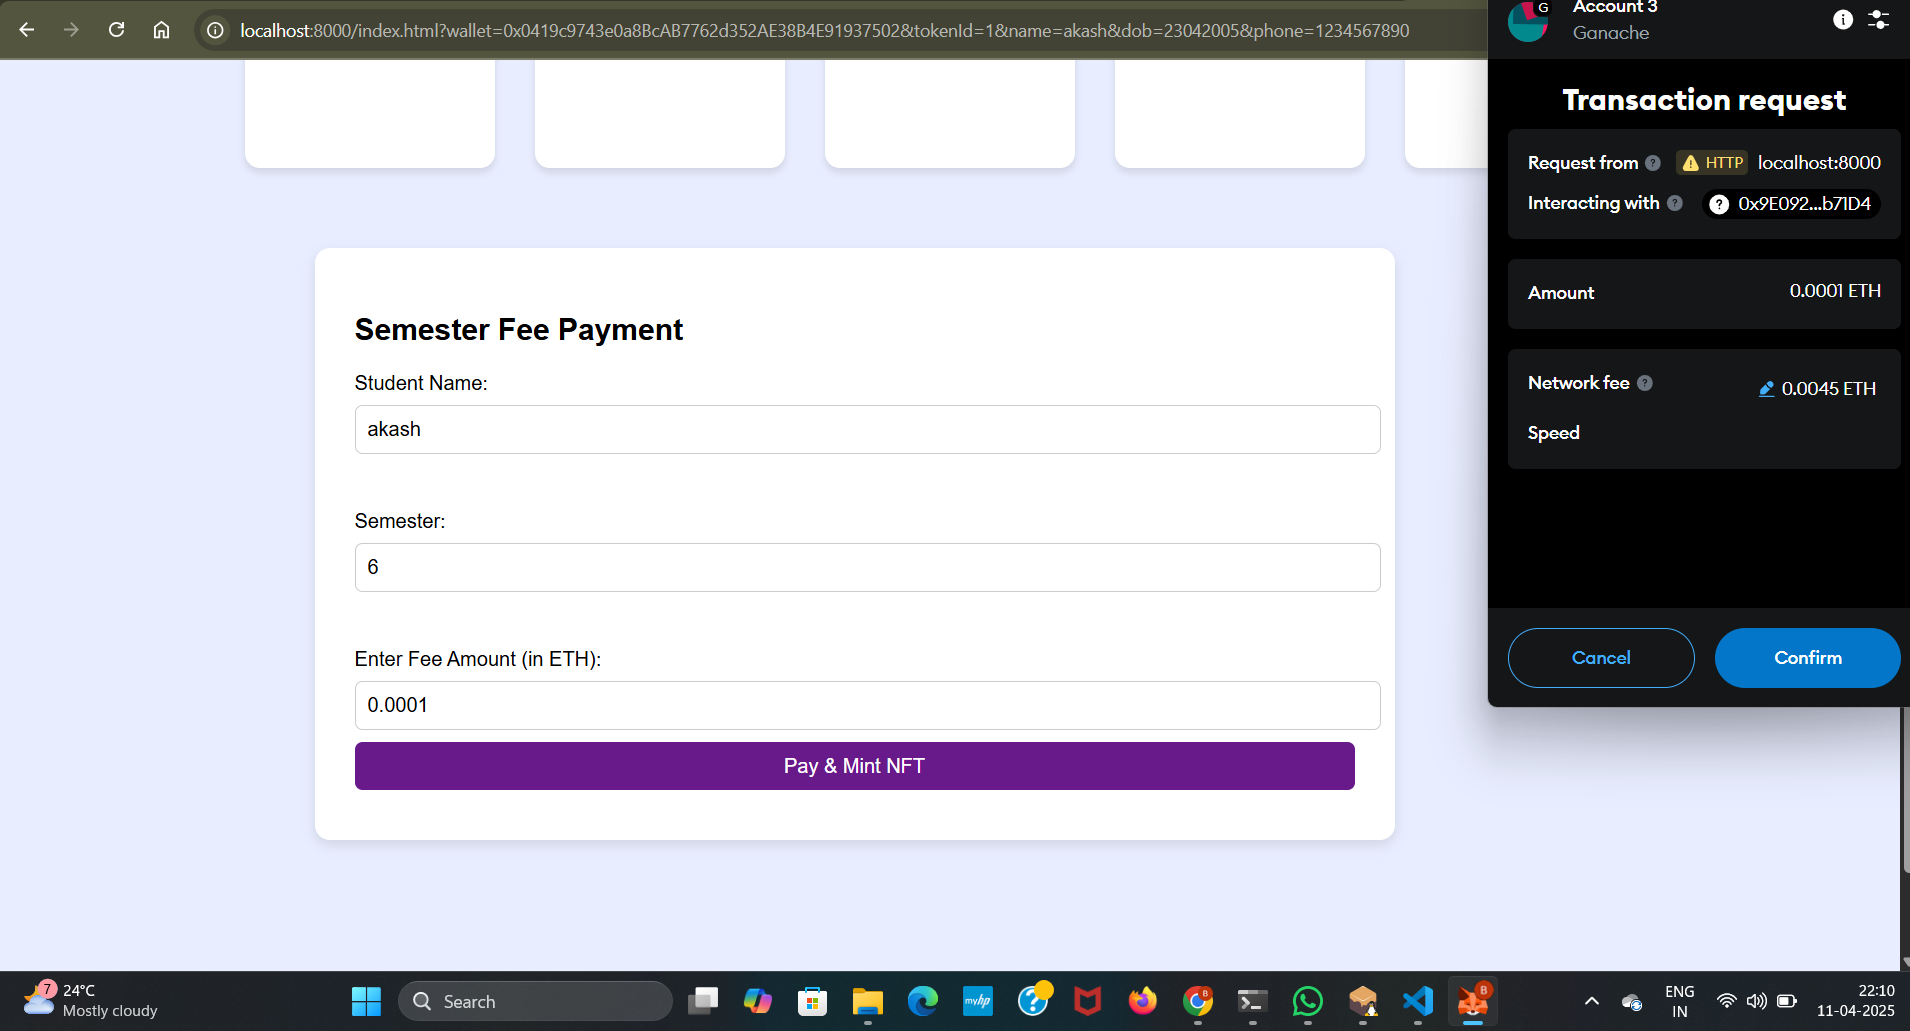 localhost:8000/index.html?wallet=0x0419c9743e0a8BcAB7762d352AE38B4E91937502&tokenId=1&name=akash&dob=23042005&phone=1234567890
G
Account 3
Ganache
Transaction request
Request from ? HTTP localhost:8000
Interacting with ? ? 0x9E092...b71D4
Amount 0.0001 ETH
Network fee ? 0.0045 ETH
Speed
Cancel Confirm
Semester Fee Payment
Student Name:
akash
Semester:
6
Enter Fee Amount (in ETH):
0.0001
Pay & Mint NFT
7
24°C
Mostly cloudy
Search
myhp
?
B
B
ENG
IN
22:10
11-04-2025